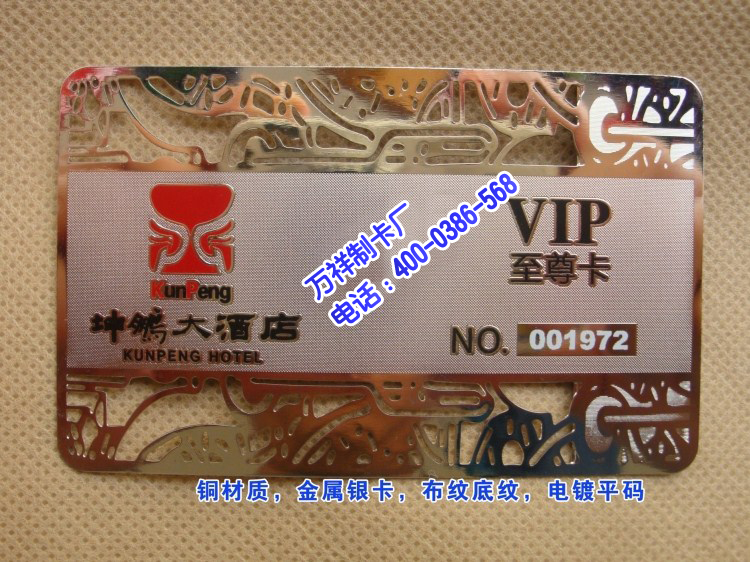 KunPeng
坤鹏大酒店
KUNPENG HOTEL
万祥制卡厂
电话：400-0386-568
VIP
至尊卡
NO. 001972
铜材质，金属银卡，布纹底纹，电镀平码